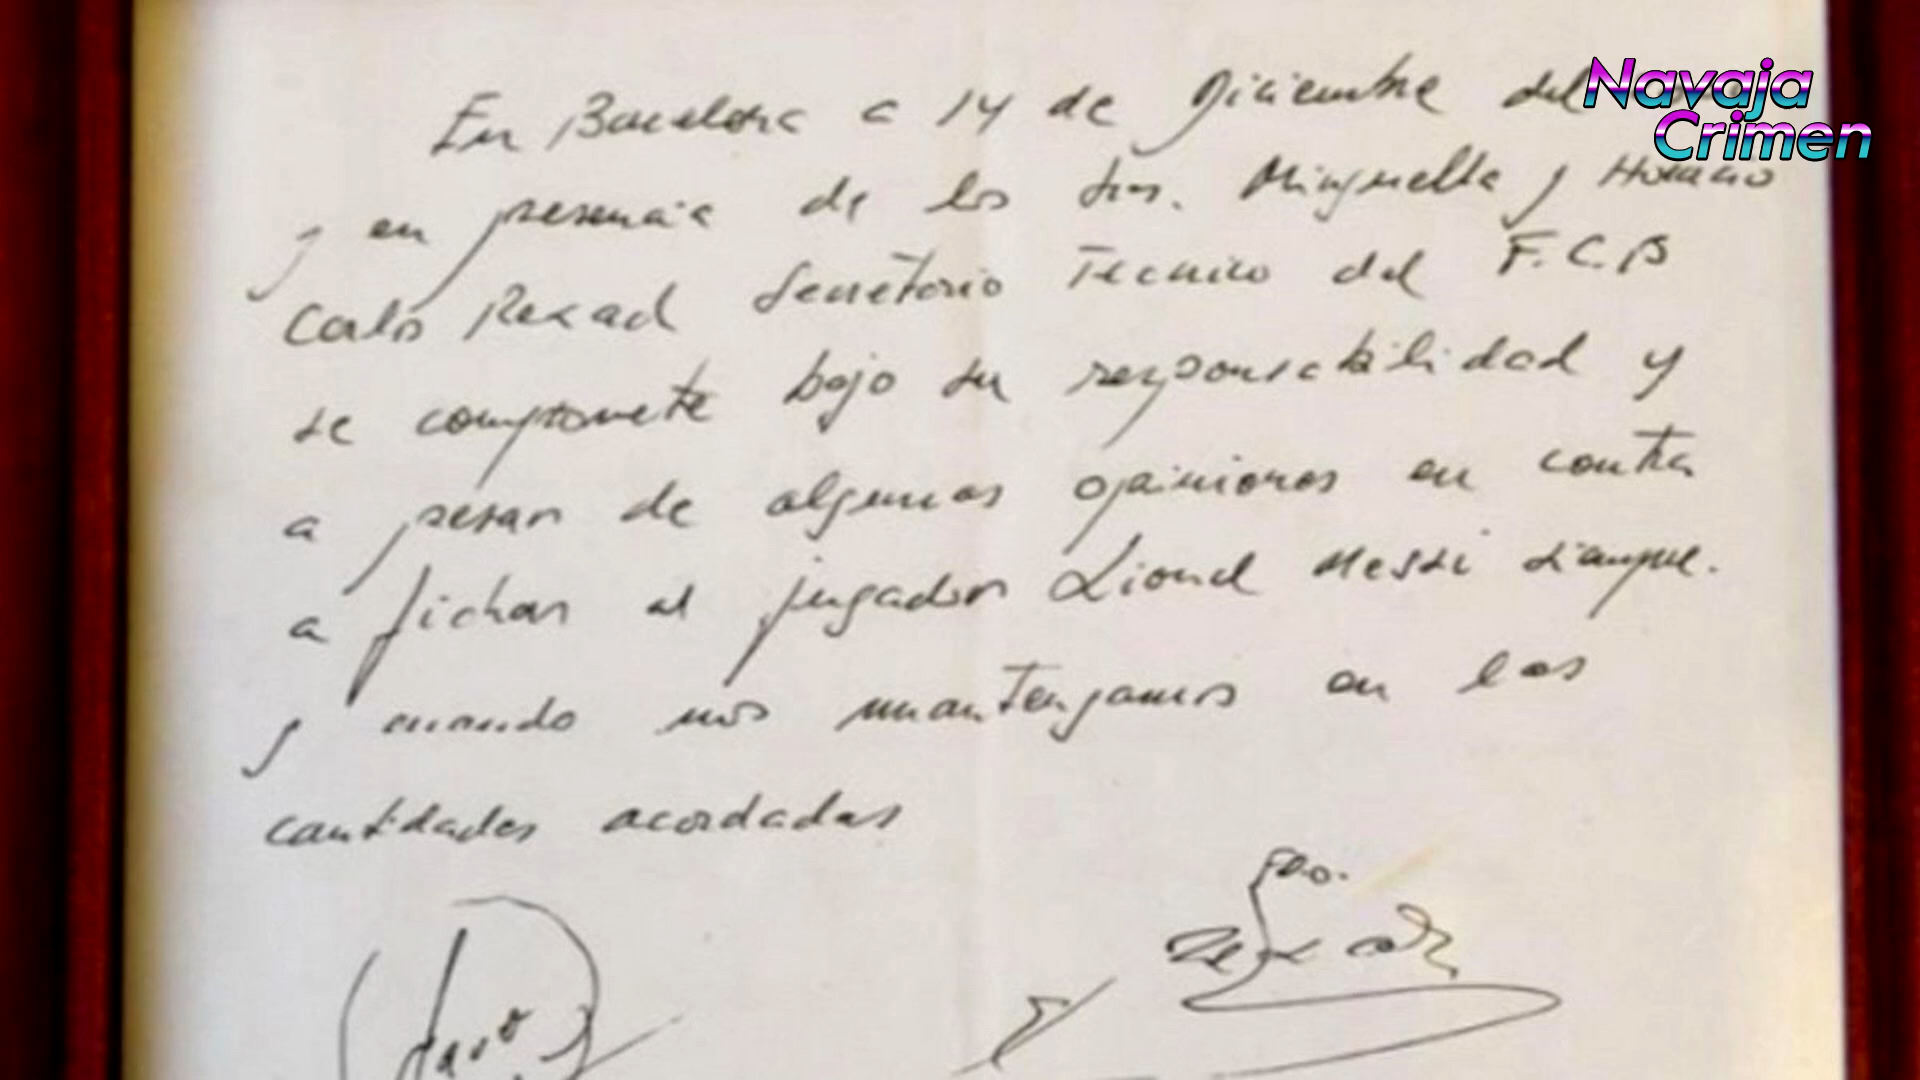 Navaja
Crimen
En Barcelona a 14 de Diciembre del
y en presencia de los Sres. Minguella y Horacio
Carlos Rexach Secretario Tecnico del F.C.B
se compromete bajo su responsabilidad y
a pesar de algunas opiniones en contra
a fichar al jugador Lionel Messi siempre.
y cuando nos mantengamos en las
cantidades acordadas
Fdo.